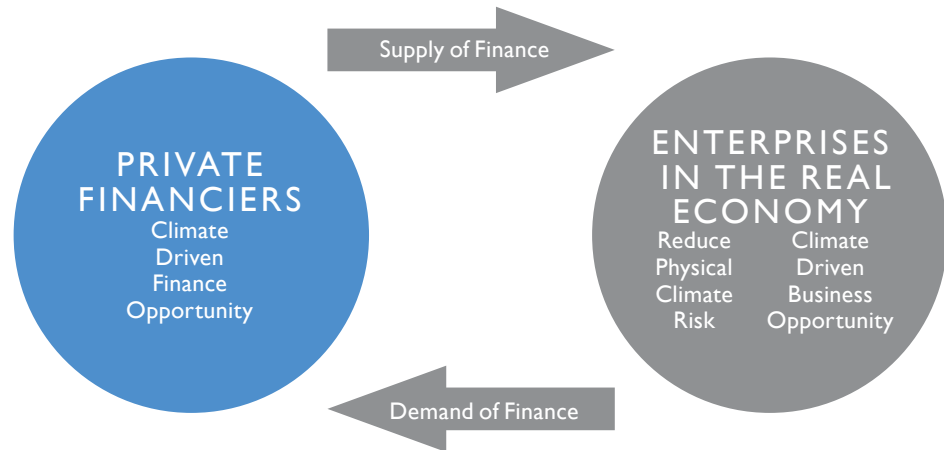 Supply of Finance
PRIVATE
FINANCIERS
Climate
Driven
Finance
Opportunity
ENTERPRISES
IN THE REAL
ECONOMY
Reduce
Physical
Climate
Risk
Climate
Driven
Business
Opportunity
Demand of Finance